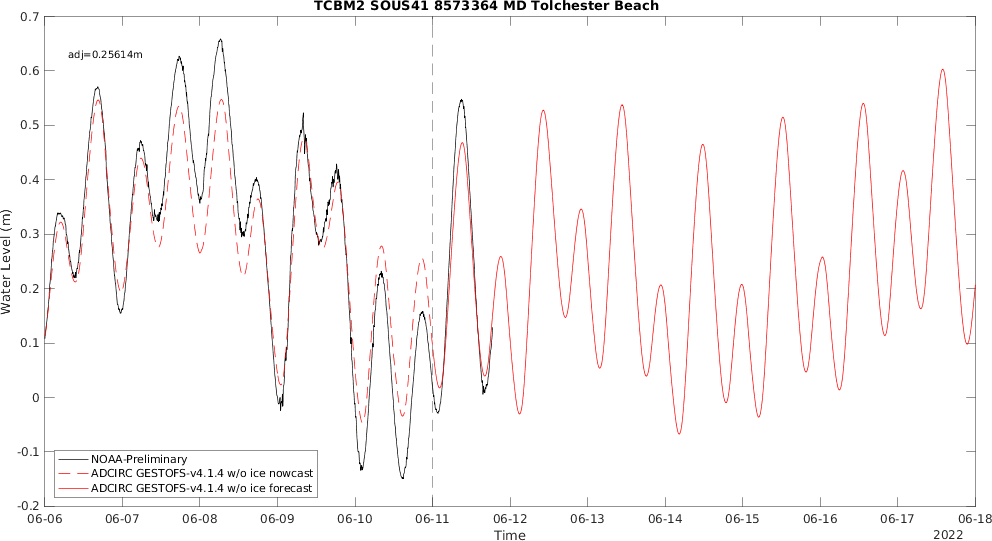 TCBM2 SOUS41 8573364 MD Tolchester Beach
adj=0.25614m
0.7
0.6
0.5
0.4
0.3
0.2
0.1
0
-0.1
-0.2
Water Level (m)
NOAA-Preliminary
ADCIRC GESTOFS-v4.1.4 w/o ice nowcast
ADCIRC GESTOFS-v4.1.4 w/o ice forecast
06-06 06-07 06-08 06-09 06-10 06-11 06-12 06-13 06-14 06-15 06-16 06-17 06-18
Time
2022